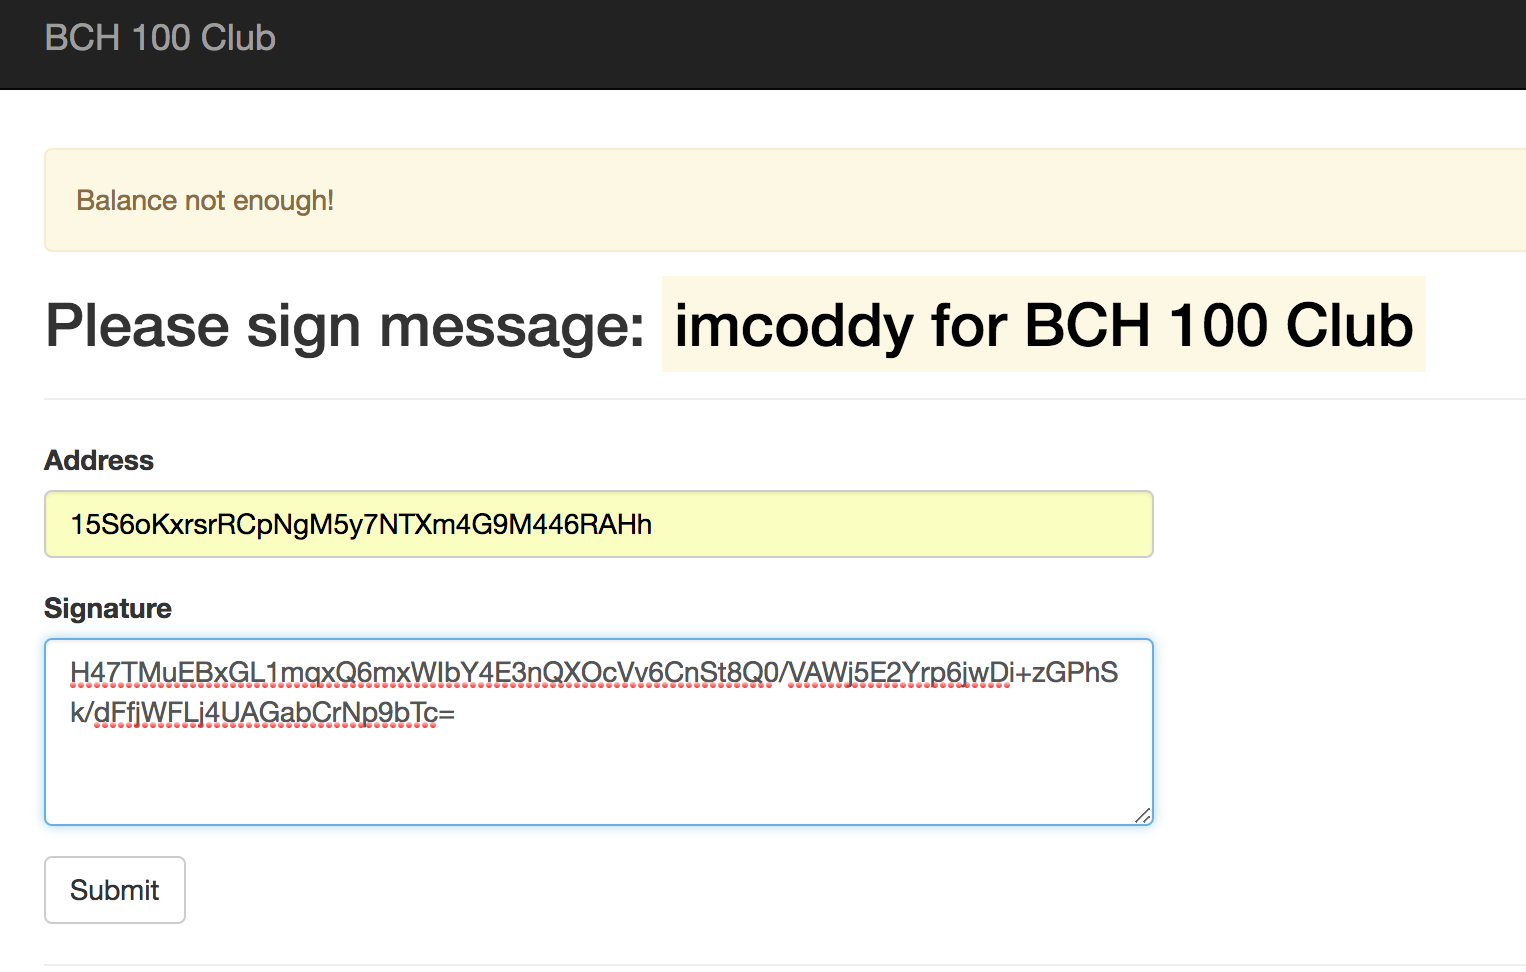 BCH 100 Club
Balance not enough!
Please sign message: imcoddy for BCH 100 Club
Address
15S6oKxrsrRCpNgM5y7NTXm4G9M446RAHh
Signature
H47TMuEBxGL1mqxQ6mxWIbY4E3nQXOcVv6CnSt8Q0/VAWj5E2Yrp6jwDi+zGPhS
k/dFfjWFLj4UAGabCrNp9bTc=
Submit